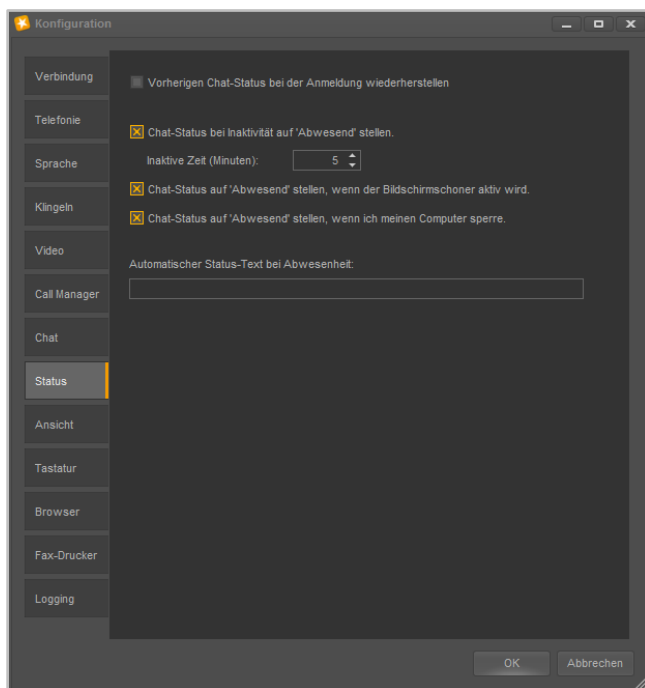 Konfiguration
Verbindung
Telefonie
Sprache
Klingeln
Video
Call Manager
Chat
Status
Ansicht
Tastatur
Browser
Fax-Drucker
Logging
Vorherigen Chat-Status bei der Anmeldung wiederherstellen
Chat-Status bei Inaktivität auf 'Abwesend' stellen.
Inaktive Zeit (Minuten): 5
Chat-Status auf 'Abwesend' stellen, wenn der Bildschirmschoner aktiv wird.
Chat-Status auf 'Abwesend' stellen, wenn ich meinen Computer sperre.
Automatischer Status-Text bei Abwesenheit:
OK Abbrechen